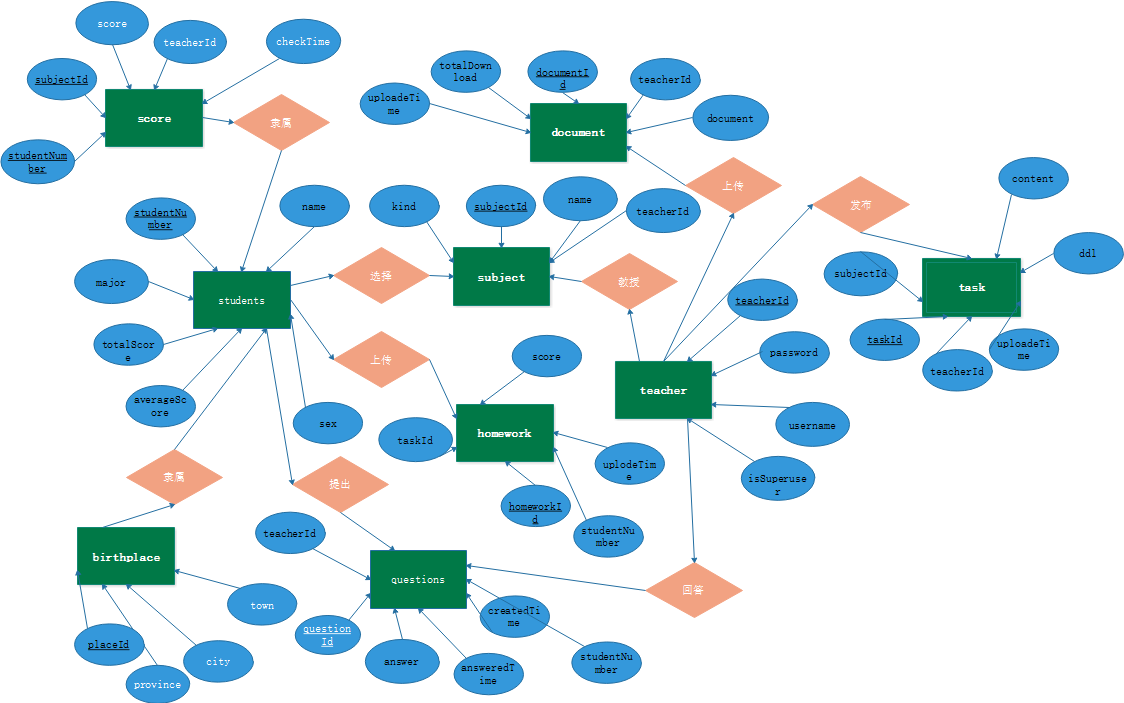 score
teacherId
checkTime
subjectId
studentNum
ber
score
隶属
totalDown
load
documentI
d
teacherId
uploadeTi
me
document
document
上传
发布
content
ddl
subjectId
task
taskId
teacherId
uploadeTi
me
studentNu
mber
name
major
students
totalScor
e
averageSc
ore
sex
选择
kind
subjectId
name
teacherId
subject
教授
上传
score
taskId
homework
uplodeTim
e
homeworkI
d
studentNu
mber
teacherId
password
teacher
username
isSuperuse
r
隶属
提出
birthplace
town
placeId
city
province
teacherId
questions
question
Id
answer
answeredT
ime
createdTi
me
studentNu
mber
回答